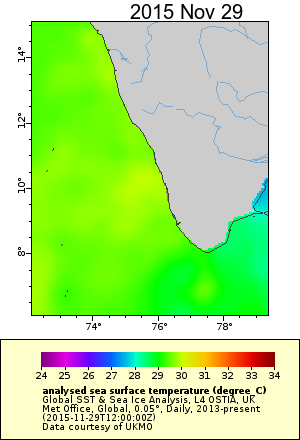 2015 Nov 29
14°
12°
10°
8°
74°
76°
78°
24 25 26 27 28 29 30 31 32 33 34
analysed sea surface temperature (degree_C)
Global SST & Sea Ice Analysis, L4 OSTIA, UK
Met Office, Global, 0.05°, Daily, 2013-present
(2015-11-29T12:00:00Z)
Data courtesy of UKMO